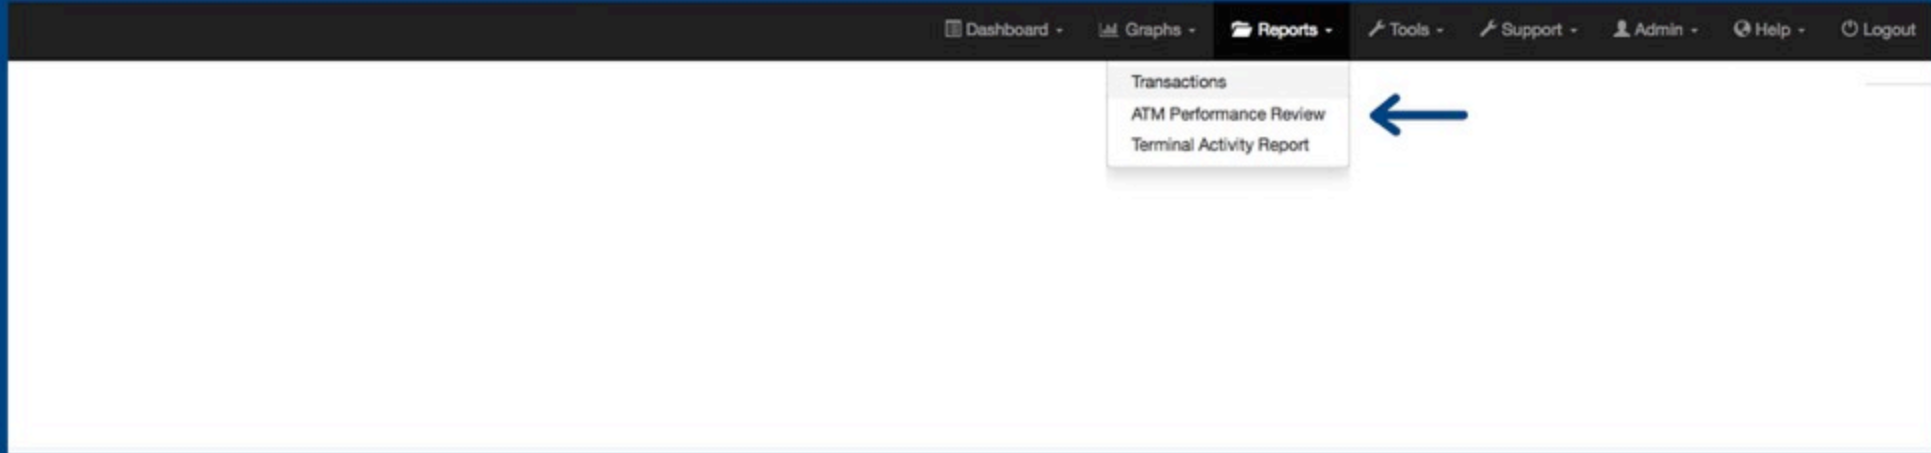 Dashboard Graphs Reports Tools Support Admin Help Logout
Transactions
ATM Performance Review
Terminal Activity Report